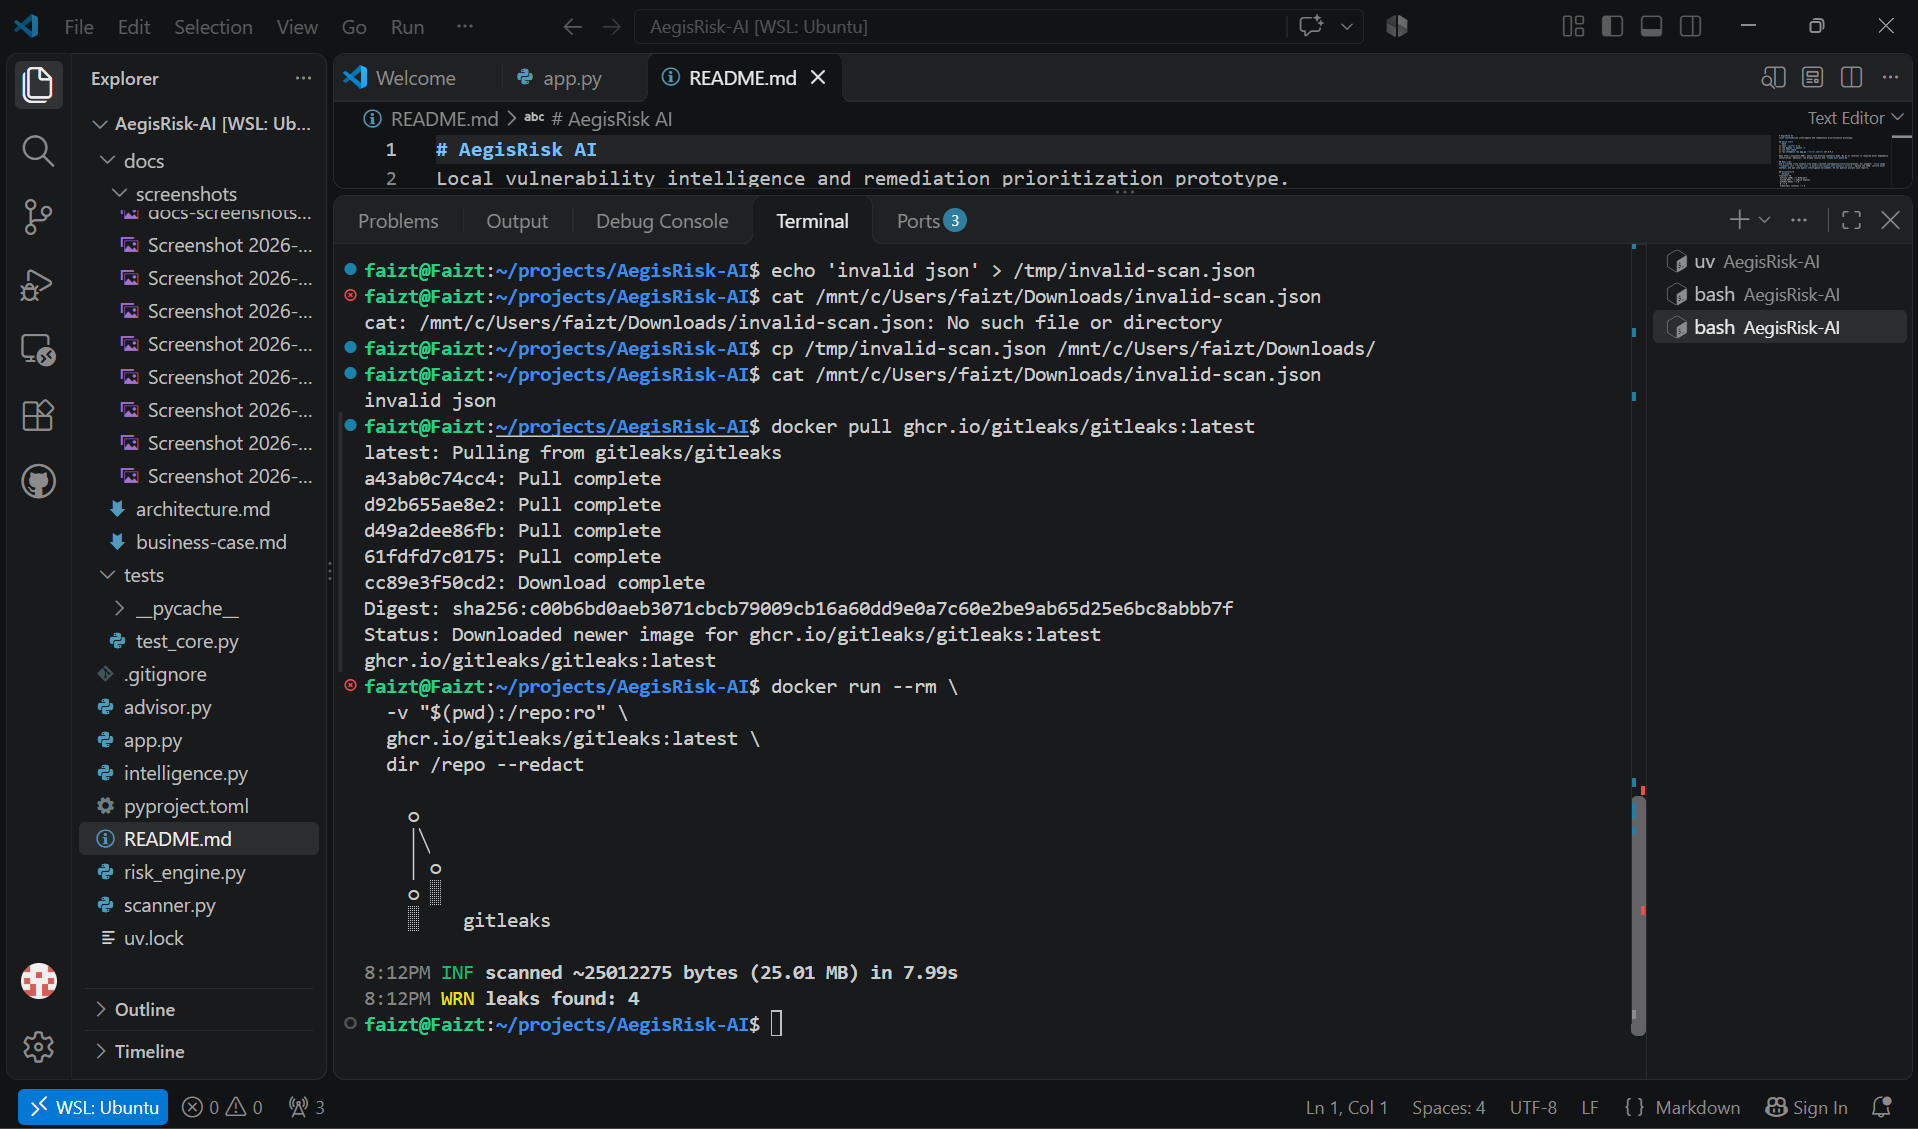 File Edit Selection View Go Run ···
AegisRisk-AI [WSL: Ubuntu]
Explorer ···
AegisRisk-AI [WSL: Ub...
docs
screenshots
docs-screenshots...
Screenshot 2026-...
Screenshot 2026-...
Screenshot 2026-...
Screenshot 2026-...
Screenshot 2026-...
Screenshot 2026-...
Screenshot 2026-...
Screenshot 2026-...
architecture.md
business-case.md
tests
__pycache__
test_core.py
.gitignore
advisor.py
app.py
intelligence.py
pyproject.toml
README.md
risk_engine.py
scanner.py
uv.lock
Outline
Timeline
Welcome app.py README.md
README.md > abc # AegisRisk AI
Text Editor
1 # AegisRisk AI
2 Local vulnerability intelligence and remediation prioritization prototype.
Problems Output Debug Console Terminal Ports 3
faizt@Faizt:~/projects/AegisRisk-AI$ echo 'invalid json' > /tmp/invalid-scan.json
faizt@Faizt:~/projects/AegisRisk-AI$ cat /mnt/c/Users/faizt/Downloads/invalid-scan.json
cat: /mnt/c/Users/faizt/Downloads/invalid-scan.json: No such file or directory
faizt@Faizt:~/projects/AegisRisk-AI$ cp /tmp/invalid-scan.json /mnt/c/Users/faizt/Downloads/
faizt@Faizt:~/projects/AegisRisk-AI$ cat /mnt/c/Users/faizt/Downloads/invalid-scan.json
invalid json
faizt@Faizt:~/projects/AegisRisk-AI$ docker pull ghcr.io/gitleaks/gitleaks:latest
latest: Pulling from gitleaks/gitleaks
a43ab0c74cc4: Pull complete
d92b655ae8e2: Pull complete
d49a2dee86fb: Pull complete
61fdfd7c0175: Pull complete
cc89e3f50cd2: Download complete
Digest: sha256:c00b6bd0aeb3071cbcb79009cb16a60dd9e0a7c60e2be9ab65d25e6bc8abbb7f
Status: Downloaded newer image for ghcr.io/gitleaks/gitleaks:latest
ghcr.io/gitleaks/gitleaks:latest
faizt@Faizt:~/projects/AegisRisk-AI$ docker run --rm \
-v "$(pwd):/repo:ro" \
ghcr.io/gitleaks/gitleaks:latest \
dir /repo --redact
gitleaks
8:12PM INF scanned ~25012275 bytes (25.01 MB) in 7.99s
8:12PM WRN leaks found: 4
faizt@Faizt:~/projects/AegisRisk-AI$
uv AegisRisk-AI
bash AegisRisk-AI
bash AegisRisk-AI
WSL: Ubuntu 0 0 3
Ln 1, Col 1 Spaces: 4 UTF-8 LF { } Markdown Sign In